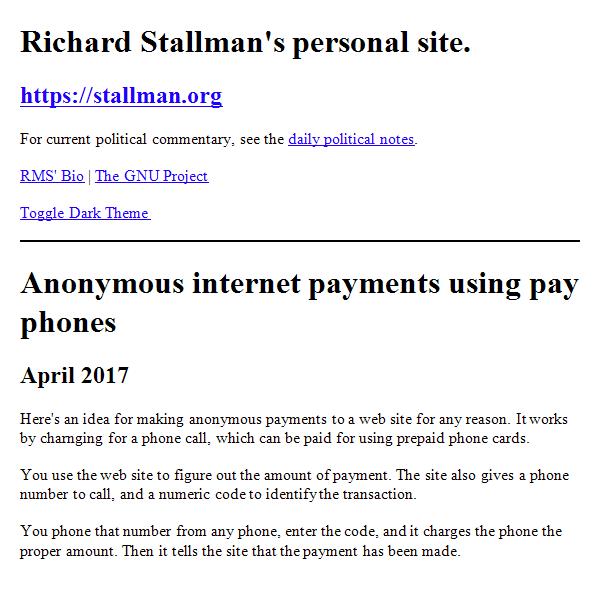 Richard Stallman's personal site.
https://stallman.org
For current political commentary, see the daily political notes.
RMS' Bio | The GNU Project
Toggle Dark Theme
Anonymous internet payments using pay
phones
April 2017
Here's an idea for making anonymous payments to a web site for any reason. It works
by charnging for a phone call, which can be paid for using prepaid phone cards.
You use the web site to figure out the amount of payment. The site also gives a phone
number to call, and a numeric code to identify the transaction.
You phone that number from any phone, enter the code, and it charges the phone the
proper amount. Then it tells the site that the payment has been made.